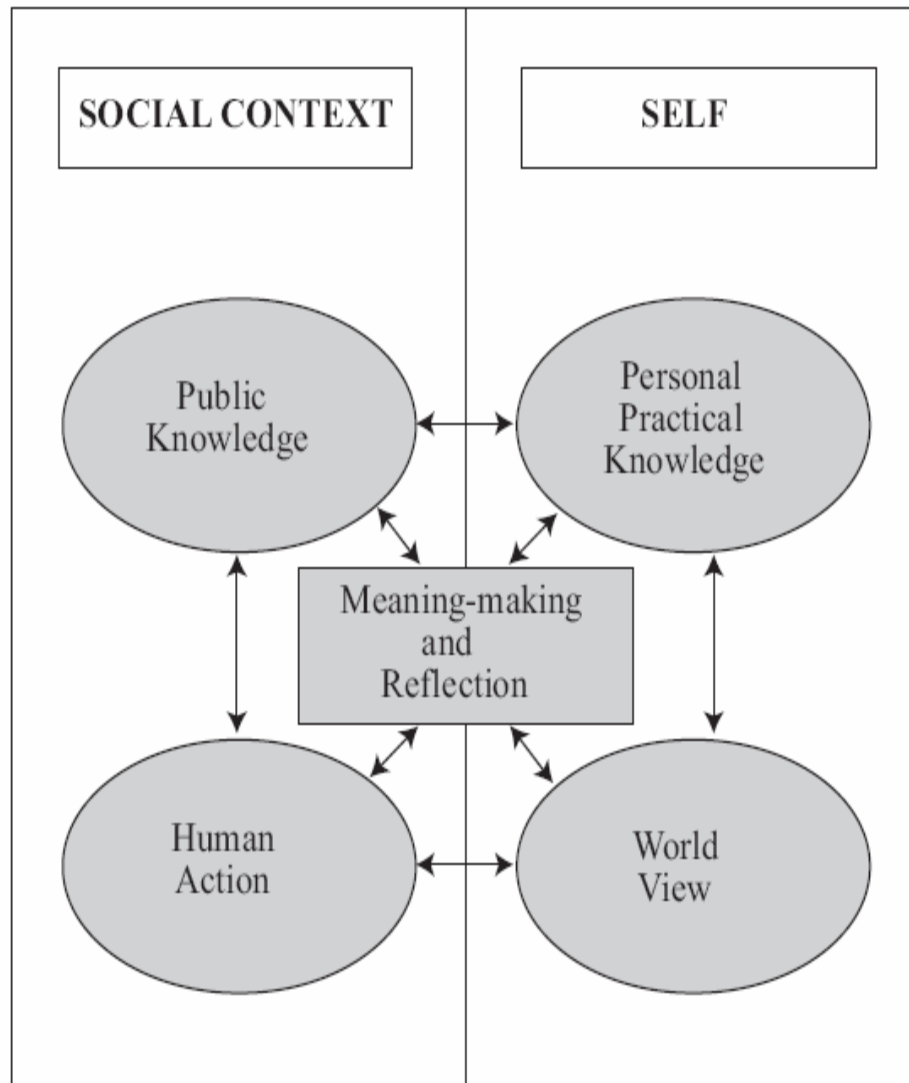 SOCIAL CONTEXT
SELF
Public
Knowledge
Personal
Practical
Knowledge
Meaning-making
and
Reflection
Human
Action
World
View